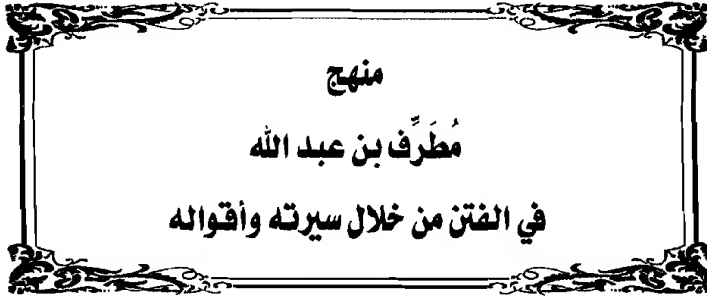 منهج
مُطَرِّف بن عبد الله
في الفتن من خلال سيرته وأقواله